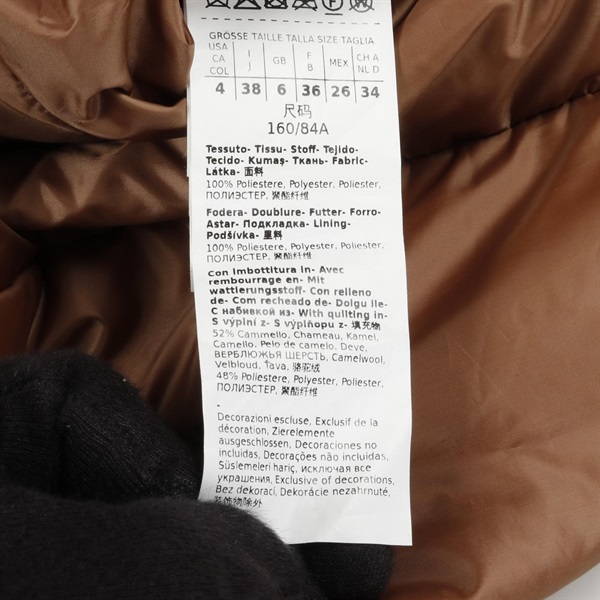 GRÖSSE TAILLE TALLA SIZE TAGLIA
USA CA COL I J GB F B MEX CH A NL D
4 38 6 36 26 34
尺码
160/84A
Tessuto- Tissu- Stoff- Tejido-
Tecido- Kumaş- Ткань- Fabric-
Látka- 面料
100% Poliestere, Polyester, Poliester,
ПОЛИЭСТЕР, 聚酯纤维
Fodera- Doublure- Futter- Forro-
Astar- Подкладка- Lining-
Podšívka- 里料
100% Poliestere, Polyester, Poliester,
ПОЛИЭСТЕР, 聚酯纤维
Con imbottitura in- Avec
rembourrage en- Mit
wattierungsstoff- Con relleno
de- Com recheado de- Dolgu ile-
С набивкой из- With quilting in-
S výplní z- S výplňou z- 填充物
52% Cammello, Chameau, Kamel,
Camello, Pelo de camelo, Deve,
ВЕРБЛЮЖЬЯ ШЕРСТЬ, Camelwool,
Velbloud, Ťava, 骆驼绒
48% Poliestere, Polyester, Poliester,
ПОЛИЭСТЕР, 聚酯纤维
-
Decorazioni escluse, Exclusif de la
décoration, Zierelemente
ausgeschlossen, Decoraciones no
incluidas, Decorações não incluídas,
Süslemeleri hariç, исключая все
украшения, Exclusive of decorations,
Bez dekorací, Dekorácie nezahrnuté,
装饰物除外